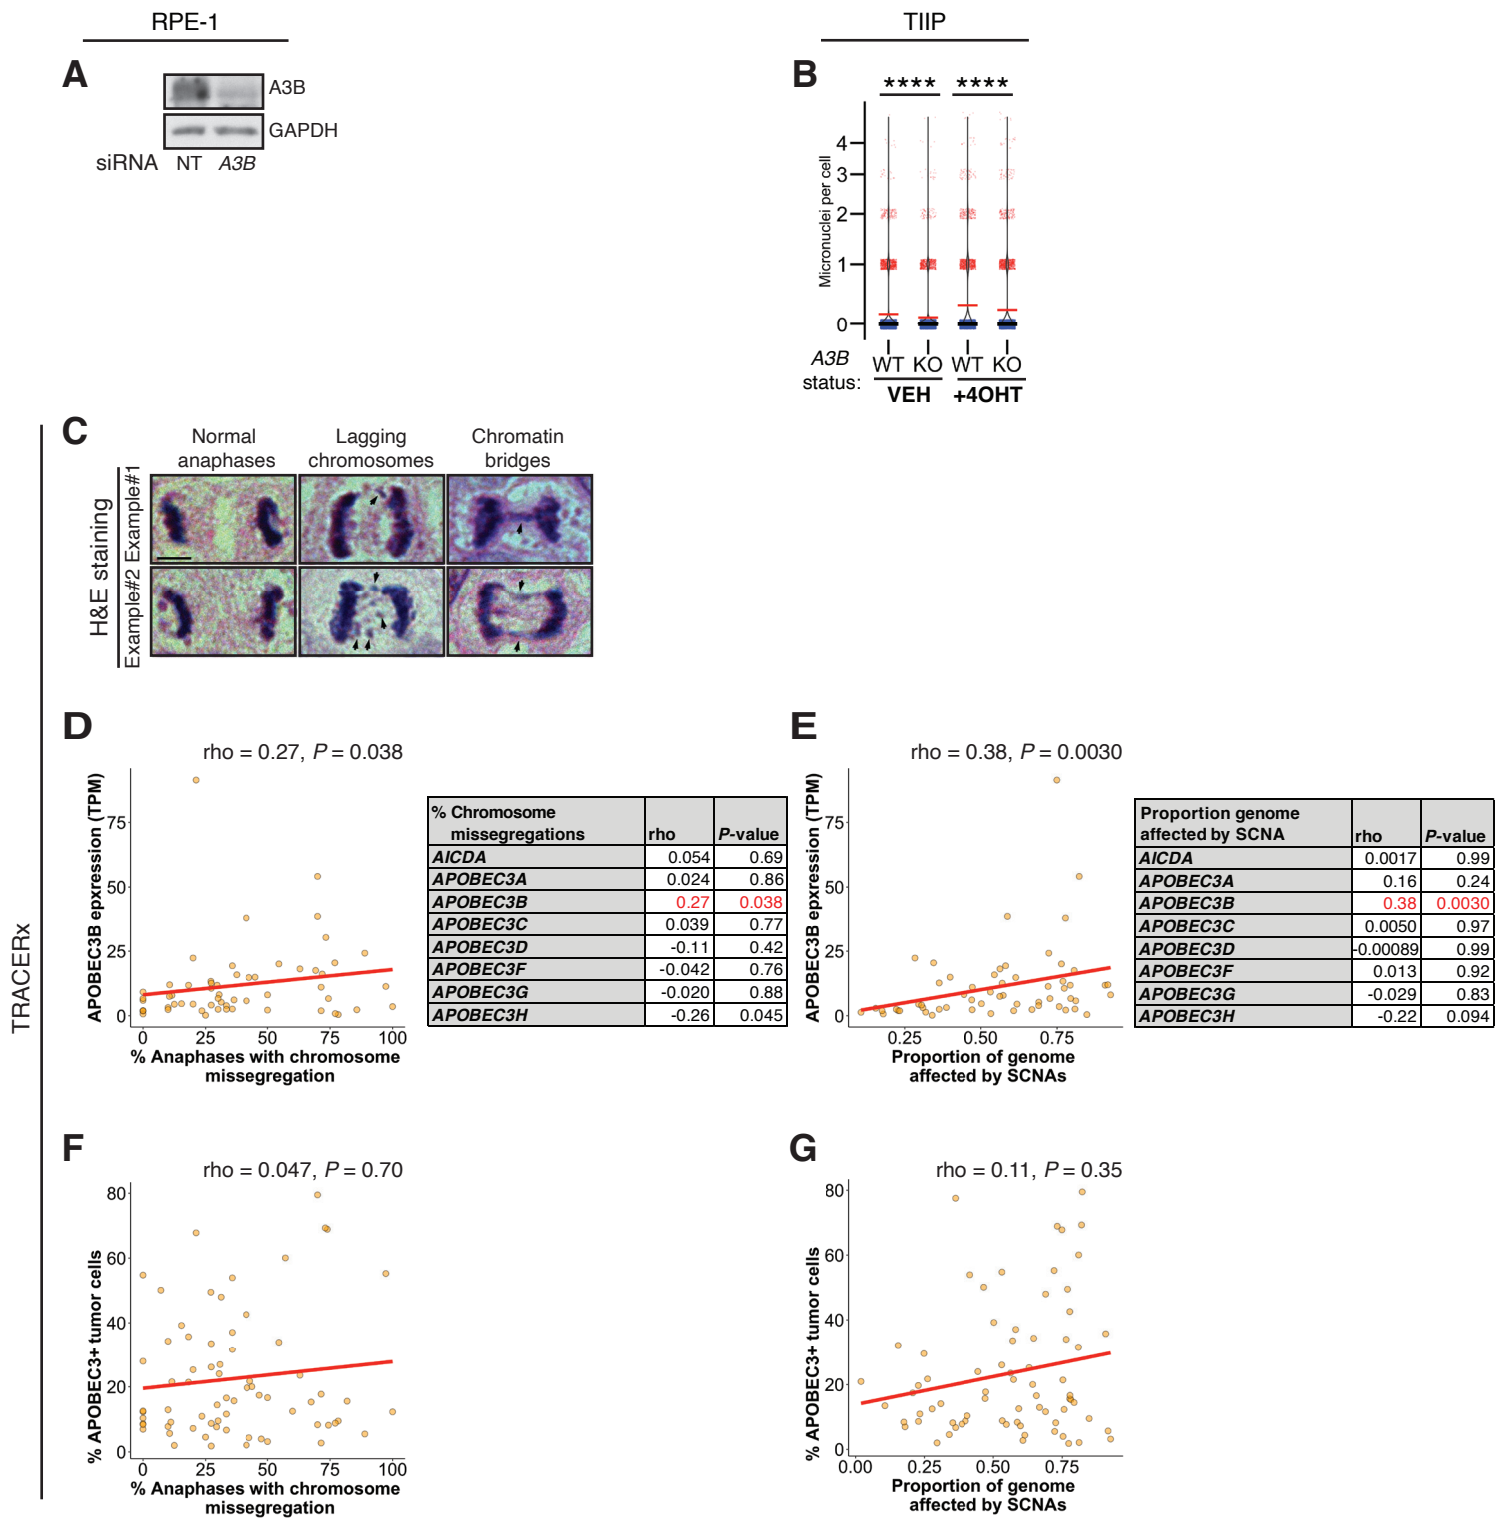 RPE-1
TIIP
A
A3B
GAPDH
siRNA NT A3B
B
**** ****
Micronuclei per cell
4
3
2
1
0
A3B status:
WT KO WT KO
VEH +4OHT
TRACERx
C
Normal anaphases
Lagging chromosomes
Chromatin bridges
H&E staining
Example#1
Example#2
D
rho = 0.27, P = 0.038
APOBEC3B epxression (TPM)
75
50
25
0
0 25 50 75 100
% Anaphases with chromosome
missegregation
% Chromosome missegregations rho P-value
AICDA 0.054 0.69
APOBEC3A 0.024 0.86
APOBEC3B 0.27 0.038
APOBEC3C 0.039 0.77
APOBEC3D -0.11 0.42
APOBEC3F -0.042 0.76
APOBEC3G -0.020 0.88
APOBEC3H -0.26 0.045
E
rho = 0.38, P = 0.0030
APOBEC3B epxression (TPM)
75
50
25
0
0.25 0.50 0.75
Proportion of genome
affected by SCNAs
Proportion genome affected by SCNA rho P-value
AICDA 0.0017 0.99
APOBEC3A 0.16 0.24
APOBEC3B 0.38 0.0030
APOBEC3C 0.0050 0.97
APOBEC3D -0.00089 0.99
APOBEC3F 0.013 0.92
APOBEC3G -0.029 0.83
APOBEC3H -0.22 0.094
F
rho = 0.047, P = 0.70
% APOBEC3+ tumor cells
80
60
40
20
0
0 25 50 75 100
% Anaphases with chromosome
missegregation
G
rho = 0.11, P = 0.35
% APOBEC3+ tumor cells
80
60
40
20
0
0.00 0.25 0.50 0.75
Proportion of genome
affected by SCNAs